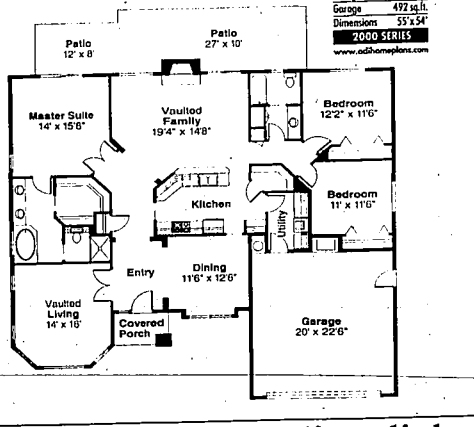 Garage 492 sq.ft.
Dimensions 55'x54'
2000 SERIES
www.adihomeplans.com
Patio
12' x 8'
Patio
27' x 10'
Master Suite
14' x 15'6"
Vaulted
Family
19'4" x 14'8"
Bedroom
12'2" x 11'6"
Bedroom
11' x 11'6"
Kitchen
Utility
Entry
Dining
11'6" x 12'6"
Vaulted
Living
14' x 16'
Covered
Porch
Garage
20' x 22'6"